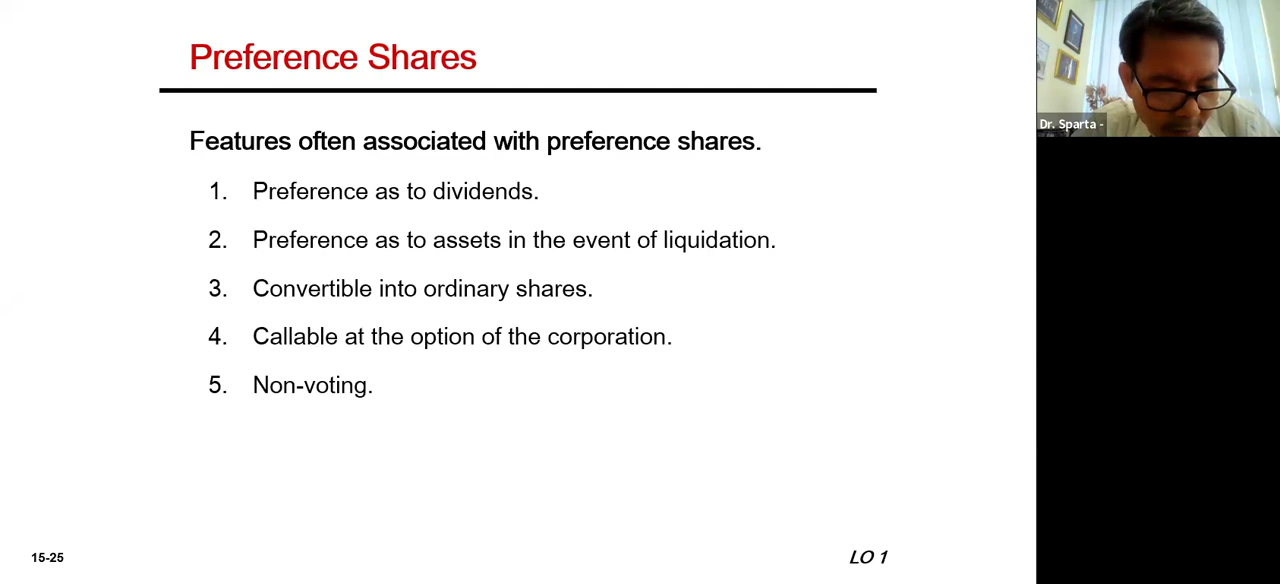 Preference Shares
Features often associated with preference shares.
1. Preference as to dividends.
2. Preference as to assets in the event of liquidation.
3. Convertible into ordinary shares.
4. Callable at the option of the corporation.
5. Non-voting.
15-25
LO 1
Dr. Sparta -